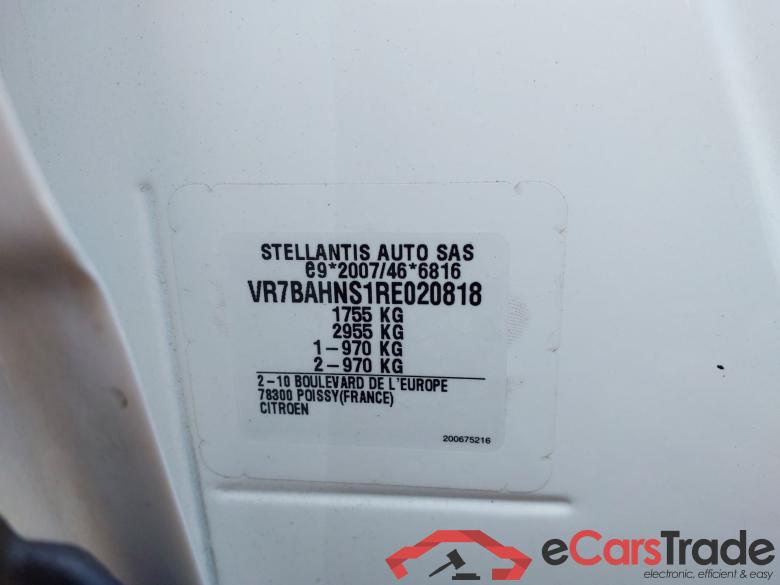 STELLANTIS AUTO SAS
e9*2007/46*6816
VR7BAHNS1RE020818
1755 KG
2955 KG
1-970 KG
2-970 KG
2-10 BOULEVARD DE L'EUROPE
78300 POISSY(FRANCE)
CITROEN
200675216
eCarsTrade
electronic, efficient & easy